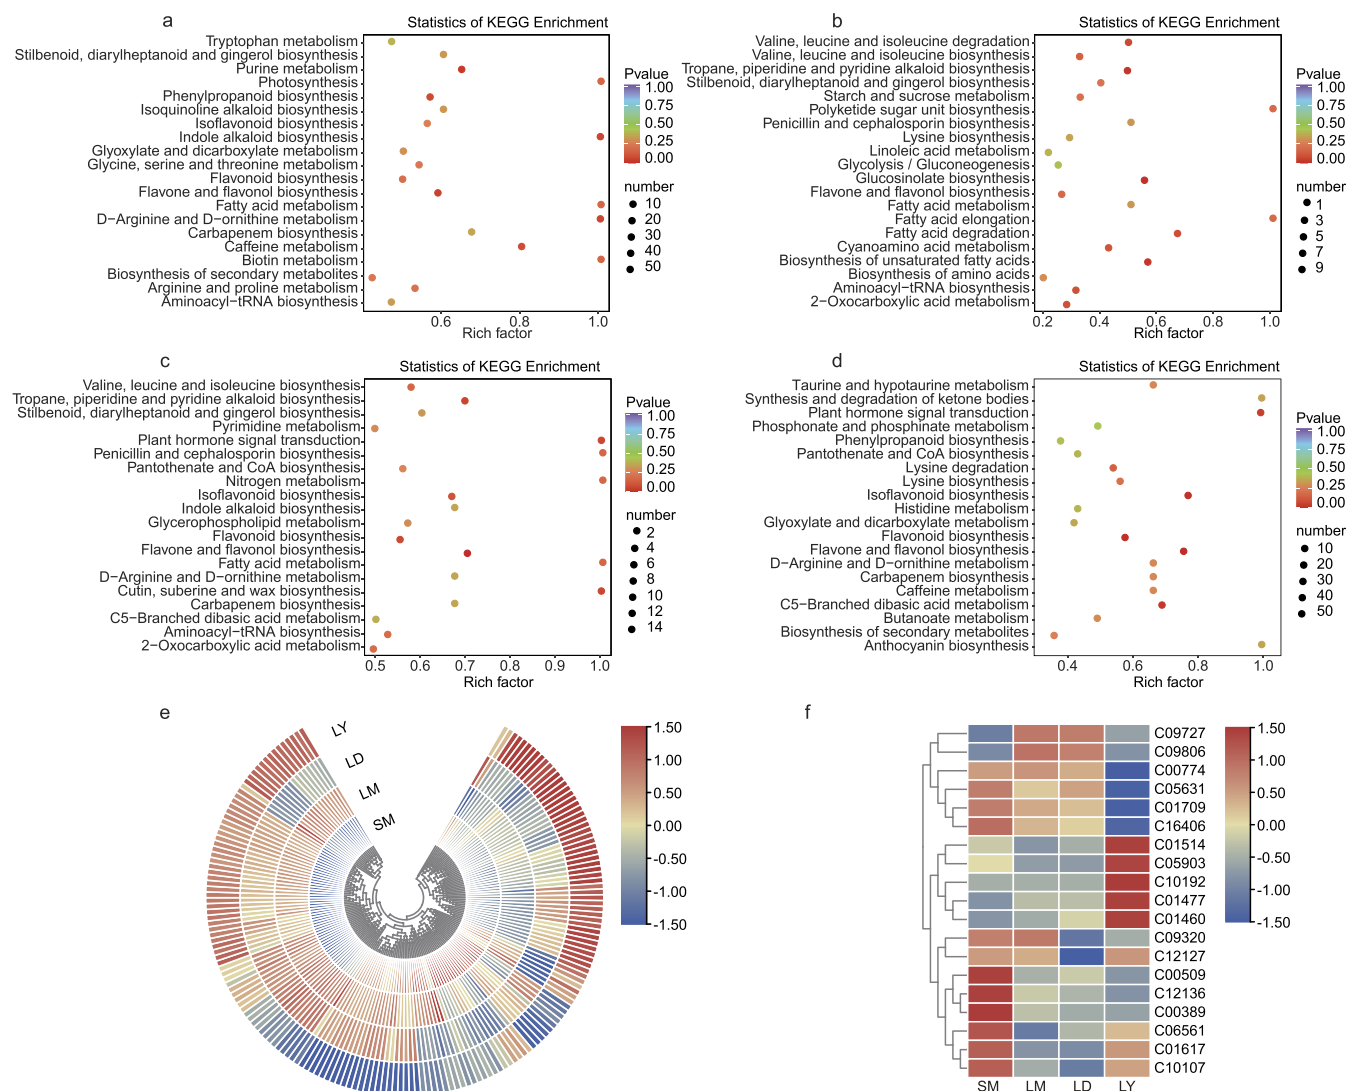 a
Statistics of KEGG Enrichment
Tryptophan metabolism
Stilbenoid, diarylheptanoid and gingerol biosynthesis
Purine metabolism
Photosynthesis
Phenylpropanoid biosynthesis
Isoquinoline alkaloid biosynthesis
Isoflavonoid biosynthesis
Indole alkaloid biosynthesis
Glyoxylate and dicarboxylate metabolism
Glycine, serine and threonine metabolism
Flavonoid biosynthesis
Flavone and flavonol biosynthesis
Fatty acid metabolism
D−Arginine and D−ornithine metabolism
Carbapenem biosynthesis
Caffeine metabolism
Biotin metabolism
Biosynthesis of secondary metabolites
Arginine and proline metabolism
Aminoacyl−tRNA biosynthesis
0.6 0.8 1.0
Rich factor
Pvalue
1.00
0.75
0.50
0.25
0.00
number
10
20
30
40
50
b
Statistics of KEGG Enrichment
Valine, leucine and isoleucine degradation
Valine, leucine and isoleucine biosynthesis
Tropane, piperidine and pyridine alkaloid biosynthesis
Stilbenoid, diarylheptanoid and gingerol biosynthesis
Starch and sucrose metabolism
Polyketide sugar unit biosynthesis
Penicillin and cephalosporin biosynthesis
Lysine biosynthesis
Linoleic acid metabolism
Glycolysis / Gluconeogenesis
Glucosinolate biosynthesis
Flavone and flavonol biosynthesis
Fatty acid metabolism
Fatty acid elongation
Fatty acid degradation
Cyanoamino acid metabolism
Biosynthesis of unsaturated fatty acids
Biosynthesis of amino acids
Aminoacyl−tRNA biosynthesis
2−Oxocarboxylic acid metabolism
0.2 0.4 0.6 0.8 1.0
Rich factor
Pvalue
1.00
0.75
0.50
0.25
0.00
number
1
3
5
7
9
c
Statistics of KEGG Enrichment
Valine, leucine and isoleucine biosynthesis
Tropane, piperidine and pyridine alkaloid biosynthesis
Stilbenoid, diarylheptanoid and gingerol biosynthesis
Pyrimidine metabolism
Plant hormone signal transduction
Penicillin and cephalosporin biosynthesis
Pantothenate and CoA biosynthesis
Nitrogen metabolism
Isoflavonoid biosynthesis
Indole alkaloid biosynthesis
Glycerophospholipid metabolism
Flavonoid biosynthesis
Flavone and flavonol biosynthesis
Fatty acid metabolism
D−Arginine and D−ornithine metabolism
Cutin, suberine and wax biosynthesis
Carbapenem biosynthesis
C5−Branched dibasic acid metabolism
Aminoacyl−tRNA biosynthesis
2−Oxocarboxylic acid metabolism
0.5 0.6 0.7 0.8 0.9 1.0
Rich factor
Pvalue
1.00
0.75
0.50
0.25
0.00
number
2
4
6
8
10
12
14
d
Statistics of KEGG Enrichment
Taurine and hypotaurine metabolism
Synthesis and degradation of ketone bodies
Plant hormone signal transduction
Phosphonate and phosphinate metabolism
Phenylpropanoid biosynthesis
Pantothenate and CoA biosynthesis
Lysine degradation
Lysine biosynthesis
Isoflavonoid biosynthesis
Histidine metabolism
Glyoxylate and dicarboxylate metabolism
Flavonoid biosynthesis
Flavone and flavonol biosynthesis
D−Arginine and D−ornithine metabolism
Carbapenem biosynthesis
Caffeine metabolism
C5−Branched dibasic acid metabolism
Butanoate metabolism
Biosynthesis of secondary metabolites
Anthocyanin biosynthesis
0.4 0.6 0.8 1.0
Rich factor
Pvalue
1.00
0.75
0.50
0.25
0.00
number
10
20
30
40
50
e
LY
LD
LM
SM
1.50
1.00
0.50
0.00
-0.50
-1.00
-1.50
f
C09727
C09806
C00774
C05631
C01709
C16406
C01514
C05903
C10192
C01477
C01460
C09320
C12127
C00509
C12136
C00389
C06561
C01617
C10107
SM LM LD LY
1.50
1.00
0.50
0.00
-0.50
-1.00
-1.50